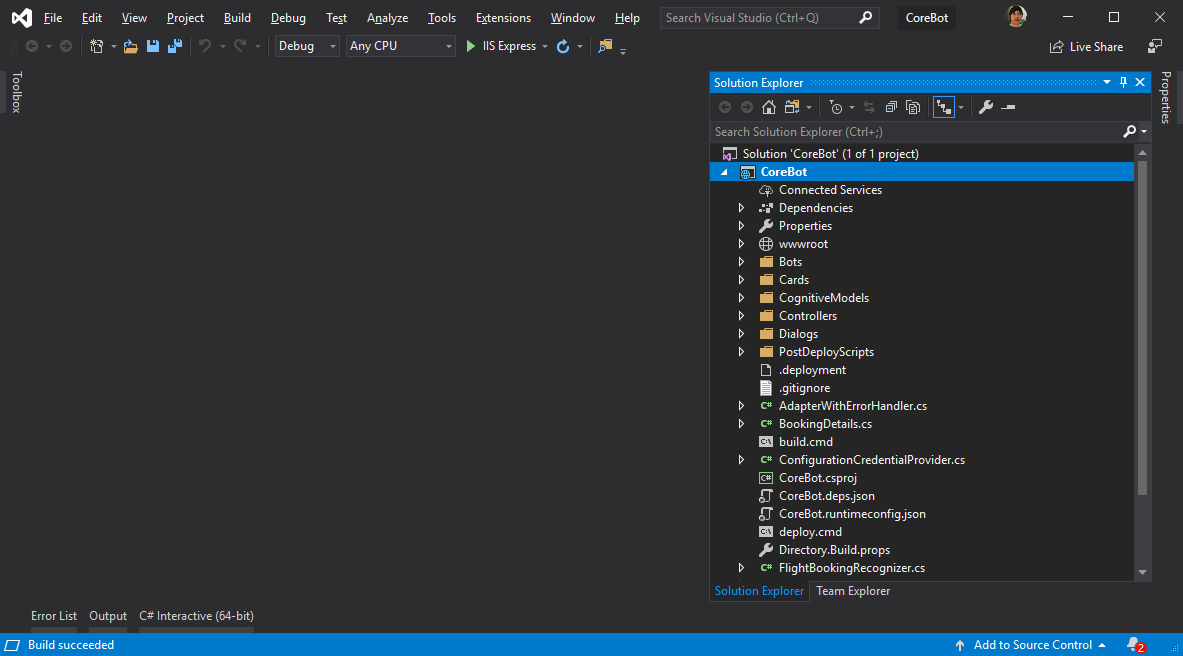 File Edit View Project Build Debug Test Analyze Tools Extensions Window Help Search Visual Studio (Ctrl+Q) CoreBot
Debug Any CPU IIS Express Live Share
Toolbox
Solution Explorer
Properties
Search Solution Explorer (Ctrl+;)
Solution 'CoreBot' (1 of 1 project)
CoreBot
Connected Services
Dependencies
Properties
wwwroot
Bots
Cards
CognitiveModels
Controllers
Dialogs
PostDeployScripts
.deployment
.gitignore
C# AdapterWithErrorHandler.cs
C# BookingDetails.cs
C:\ build.cmd
C# ConfigurationCredentialProvider.cs
C# CoreBot.csproj
CoreBot.deps.json
CoreBot.runtimeconfig.json
C:\ deploy.cmd
Directory.Build.props
C# FlightBookingRecognizer.cs
Solution Explorer Team Explorer
Error List Output C# Interactive (64-bit)
Build succeeded Add to Source Control 2